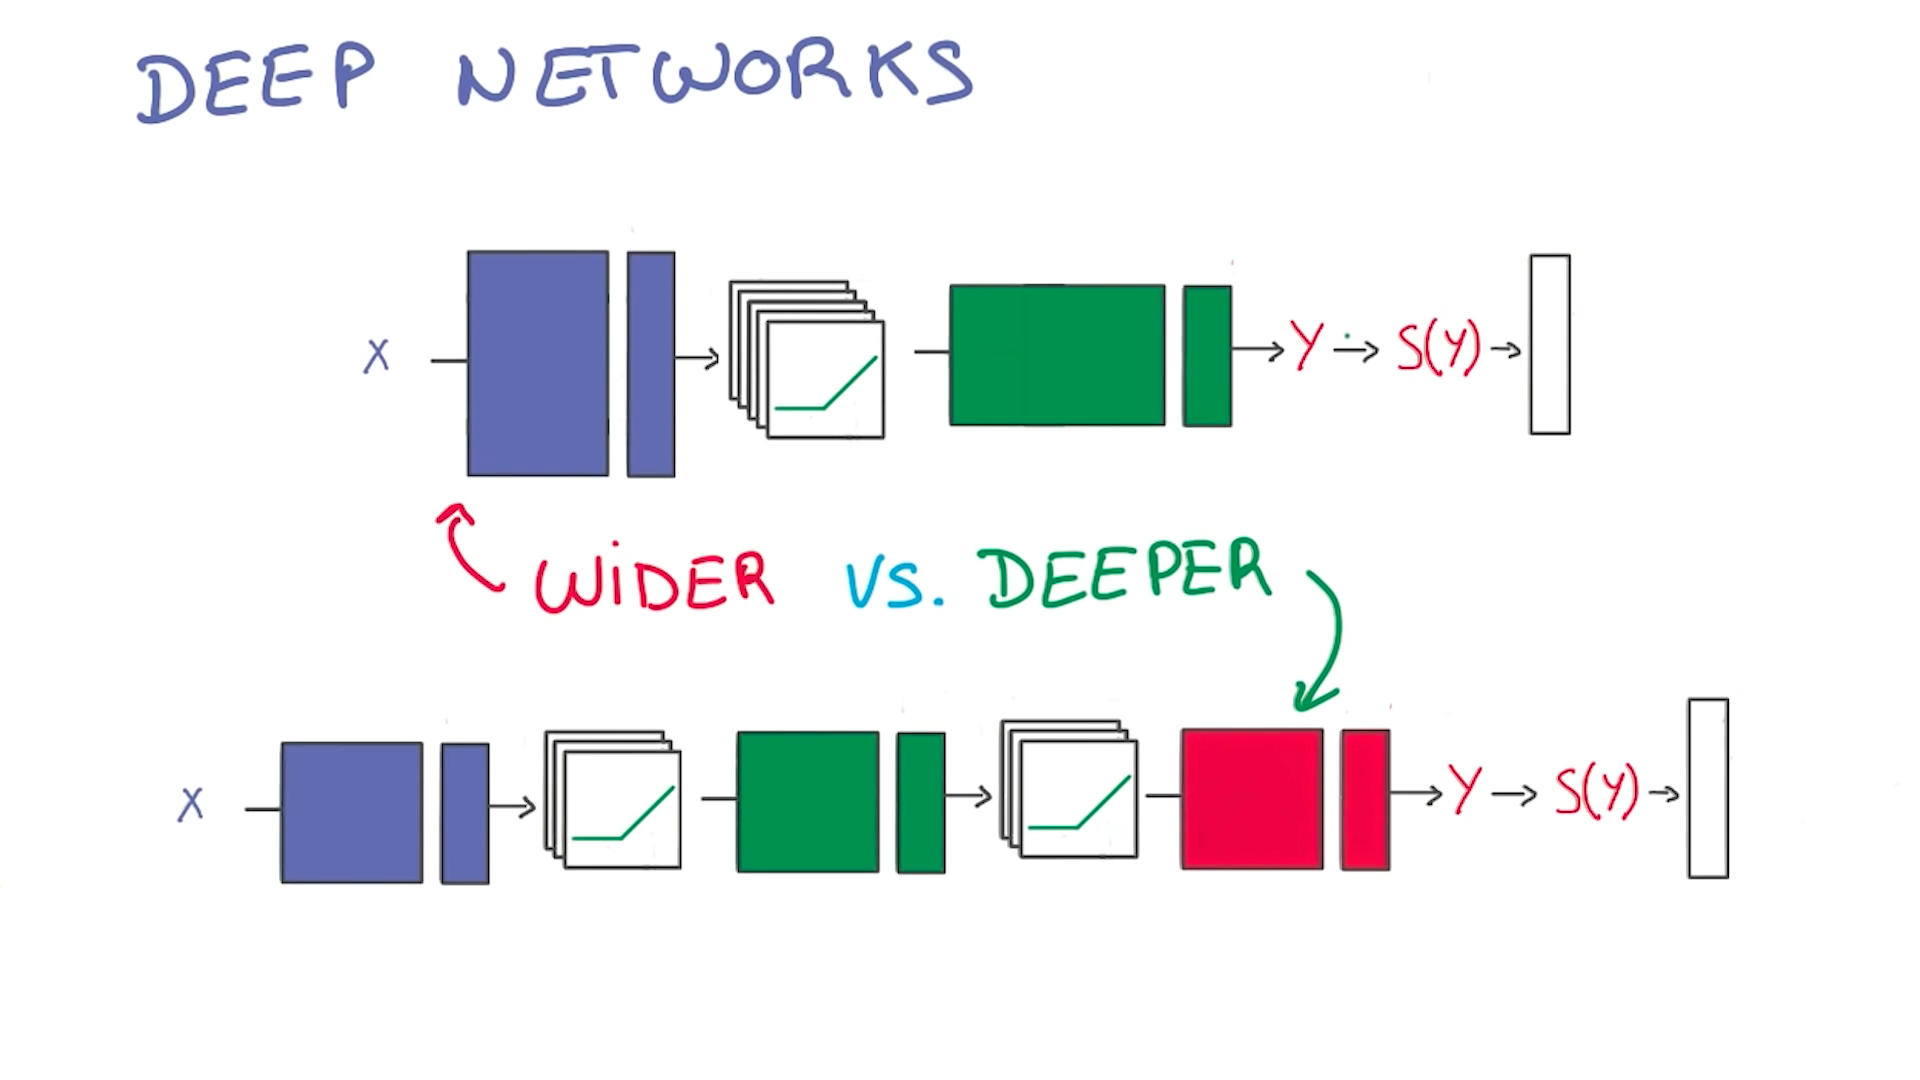 DEEP NETWORKS
X Y S(Y)
WIDER VS. DEEPER
X Y S(Y)